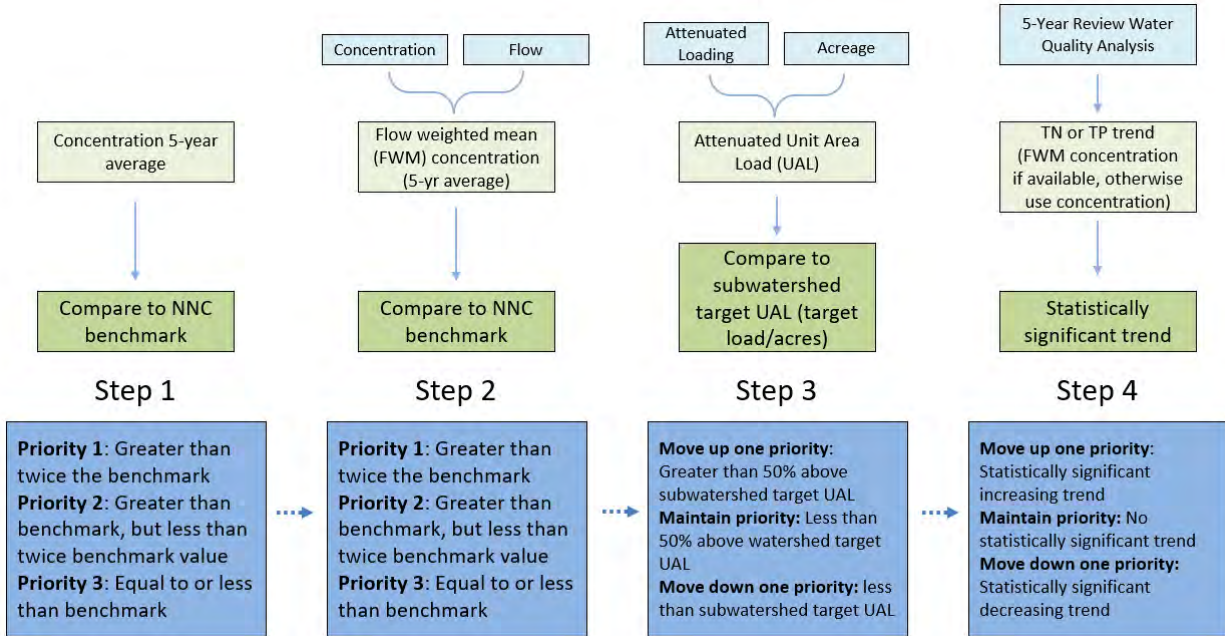 Concentration 5-year
average
Compare to NNC
benchmark
Step 1
Priority 1: Greater than
twice the benchmark
Priority 2: Greater than
benchmark, but less than
twice benchmark value
Priority 3: Equal to or less
than benchmark
Concentration
Flow
Flow weighted mean
(FWM) concentration
(5-yr average)
Compare to NNC
benchmark
Step 2
Priority 1: Greater than
twice the benchmark
Priority 2: Greater than
benchmark, but less than
twice benchmark value
Priority 3: Equal to or less
than benchmark
Attenuated
Loading
Acreage
Attenuated Unit Area
Load (UAL)
Compare to
subwatershed
target UAL (target
load/acres)
Step 3
Move up one priority:
Greater than 50% above
subwatershed target UAL
Maintain priority: Less than
50% above watershed target
UAL
Move down one priority: less
than subwatershed target UAL
5-Year Review Water
Quality Analysis
TN or TP trend
(FWM concentration
if available, otherwise
use concentration)
Statistically
significant trend
Step 4
Move up one priority:
Statistically significant
increasing trend
Maintain priority: No
statistically significant trend
Move down one priority:
Statistically significant
decreasing trend